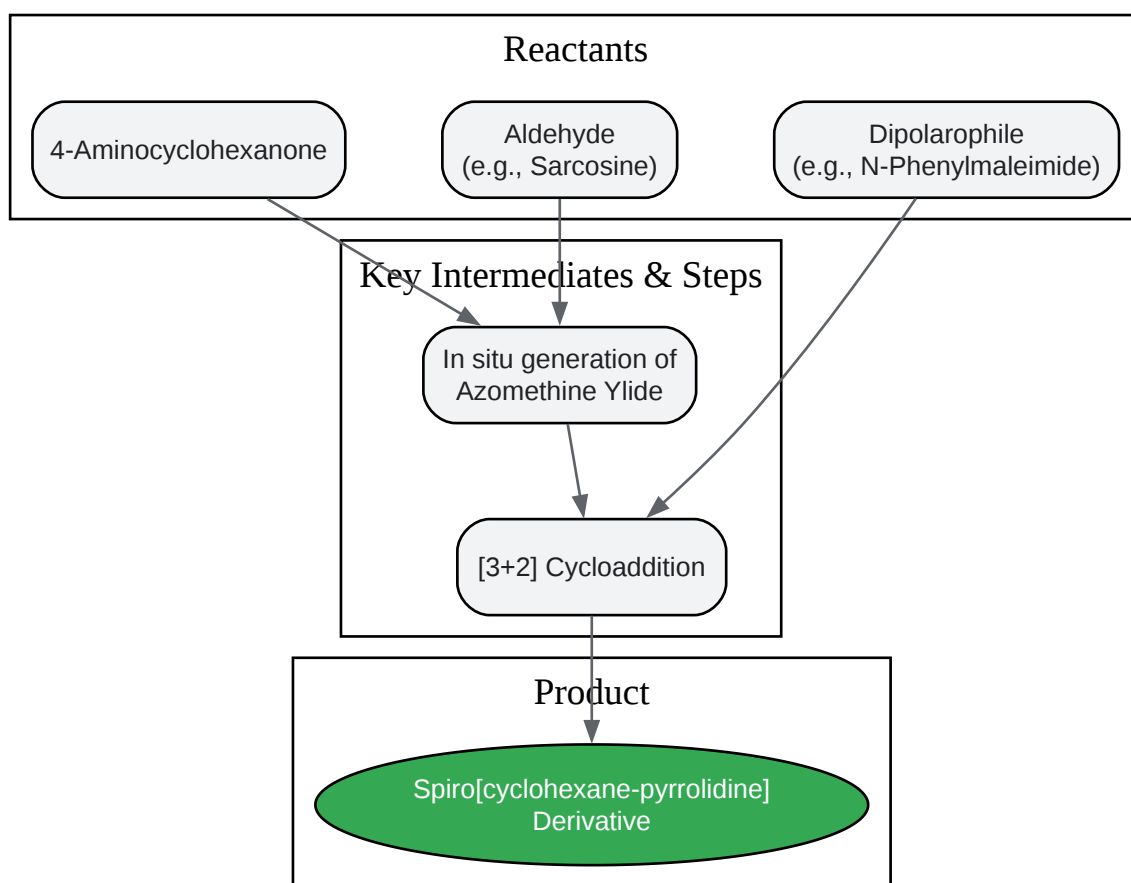 Reactants
4-Aminocyclohexanone
Aldehyde
(e.g., Sarcosine)
Dipolarophile
(e.g., N-Phenylmaleimide)
Key Intermediates & Steps
In situ generation of
Azomethine Ylide
[3+2] Cycloaddition
Product
Spiro[cyclohexane-pyrrolidine]
Derivative